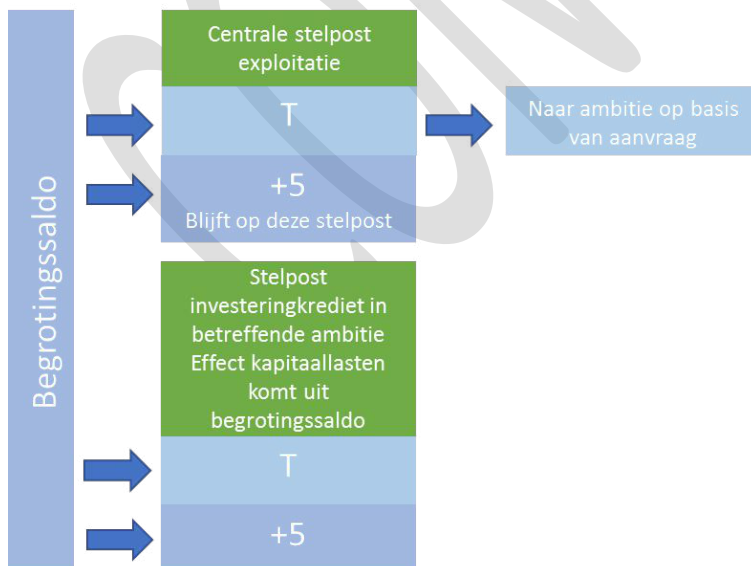 Begrotingssaldo
Centrale stelpost
exploitatie
T
Naar ambitie op basis
van aanvraag
+5
Blijft op deze stelpost
Stelpost
investeringkrediet in
betreffende ambitie
Effect kapitaallasten
komt uit
begrotingssaldo
T
+5